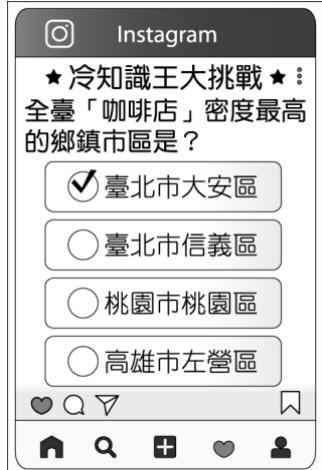 Instagram
★冷知識王大挑戰★
全臺「咖啡店」密度最高
的鄉鎮市區是？
臺北市大安區
臺北市信義區
桃園市桃園區
高雄市左營區